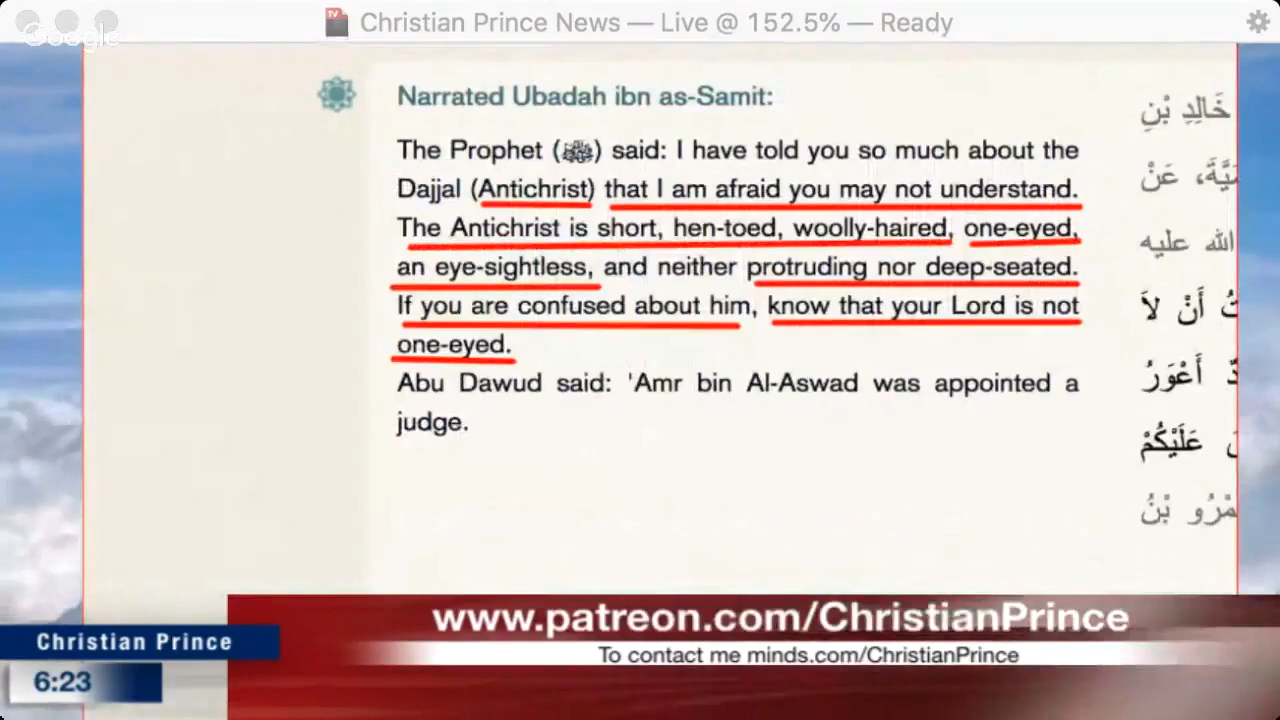 Christian Prince News — Live @ 152.5% — Ready
Google
Narrated Ubadah ibn as-Samit:
The Prophet (ﷺ) said: I have told you so much about the
Dajjal (Antichrist) that I am afraid you may not understand.
The Antichrist is short, hen-toed, woolly-haired, one-eyed,
an eye-sightless, and neither protruding nor deep-seated.
If you are confused about him, know that your Lord is not
one-eyed.
Abu Dawud said: 'Amr bin Al-Aswad was appointed a
judge.
خَالِدِ بْنِ
عَنْ
الله عليه
أَنْ لاَ
أَعْوَرُ
عَلَيْكُمْ
بْنُ
www.patreon.com/ChristianPrince
To contact me minds.com/ChristianPrince
Christian Prince
6:23